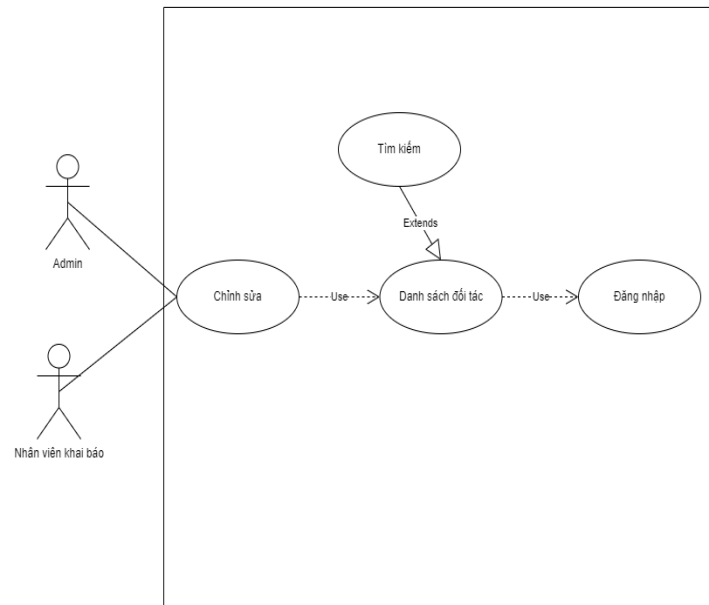 Tìm kiếm
Extends
Admin
Chỉnh sửa
Use
Danh sách đối tác
Use
Đăng nhập
Nhân viên khai báo